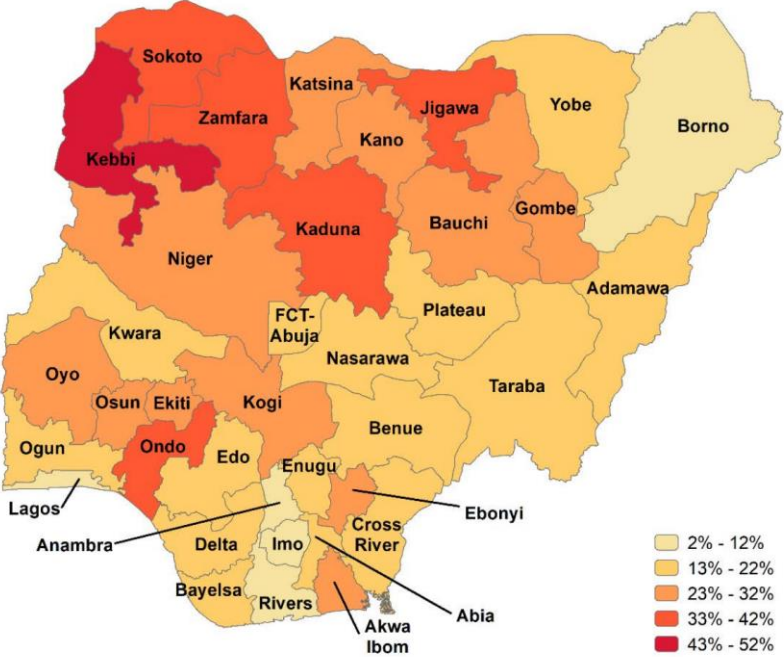 Sokoto
Katsina
Jigawa
Yobe
Borno
Zamfara
Kano
Kebbi
Bauchi
Gombe
Kaduna
Niger
Adamawa
FCT-
Abuja
Plateau
Kwara
Nasarawa
Taraba
Oyo
Osun
Ekiti
Kogi
Benue
Ogun
Ondo
Edo
Enugu
Lagos
Ebonyi
Anambra
Delta
Imo
Cross
River
Bayelsa
Rivers
Abia
Akwa
Ibom
2% - 12%
13% - 22%
23% - 32%
33% - 42%
43% - 52%